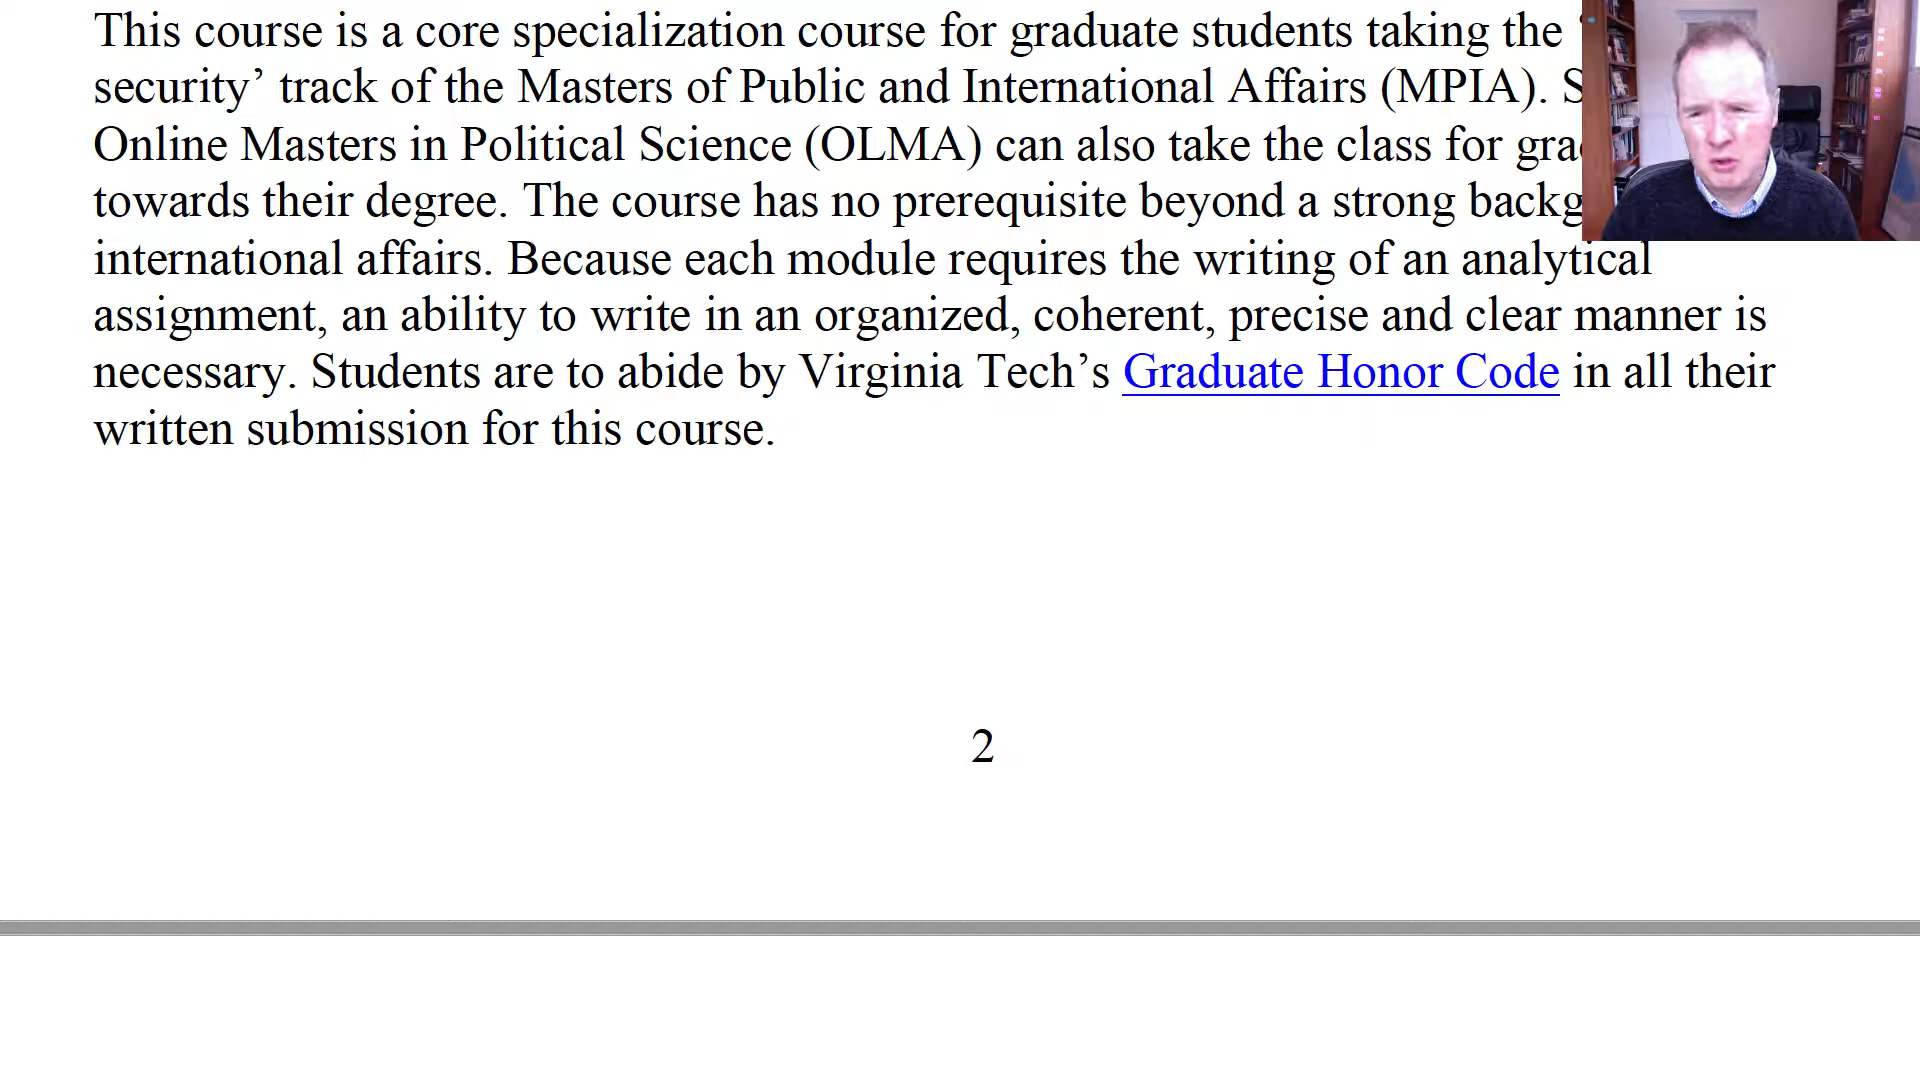 This course is a core specialization course for graduate students taking the
security’ track of the Masters of Public and International Affairs (MPIA).
Online Masters in Political Science (OLMA) can also take the class for
towards their degree. The course has no prerequisite beyond a strong
international affairs. Because each module requires the writing of an analytical
assignment, an ability to write in an organized, coherent, precise and clear manner is
necessary. Students are to abide by Virginia Tech’s Graduate Honor Code in all their
written submission for this course.
2